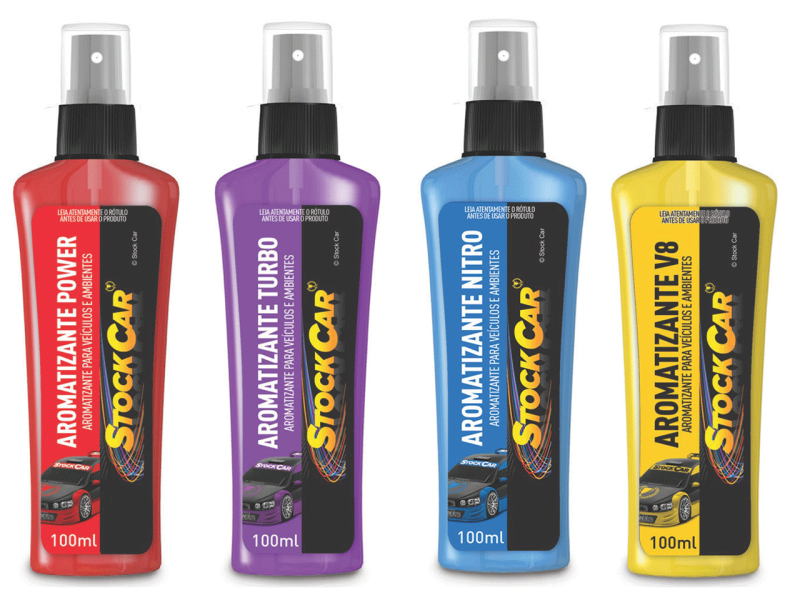 LEIA ATENTAMENTE O RÓTULO
ANTES DE USAR O PRODUTO
AROMATIZANTE POWER
AROMATIZANTE PARA VEÍCULOS E AMBIENTES
STOCK CAR
© Stock Car
STOCK CAR
100ml
LEIA ATENTAMENTE O RÓTULO
ANTES DE USAR O PRODUTO
AROMATIZANTE TURBO
AROMATIZANTE PARA VEÍCULOS E AMBIENTES
STOCK CAR
© Stock Car
STOCK CAR
100ml
LEIA ATENTAMENTE O RÓTULO
ANTES DE USAR O PRODUTO
AROMATIZANTE NITRO
AROMATIZANTE PARA VEÍCULOS E AMBIENTES
STOCK CAR
© Stock Car
STOCK CAR
100ml
LEIA ATENTAMENTE O RÓTULO
ANTES DE USAR O PRODUTO
AROMATIZANTE V8
AROMATIZANTE PARA VEÍCULOS E AMBIENTES
STOCK CAR
© Stock Car
STOCK CAR
100ml